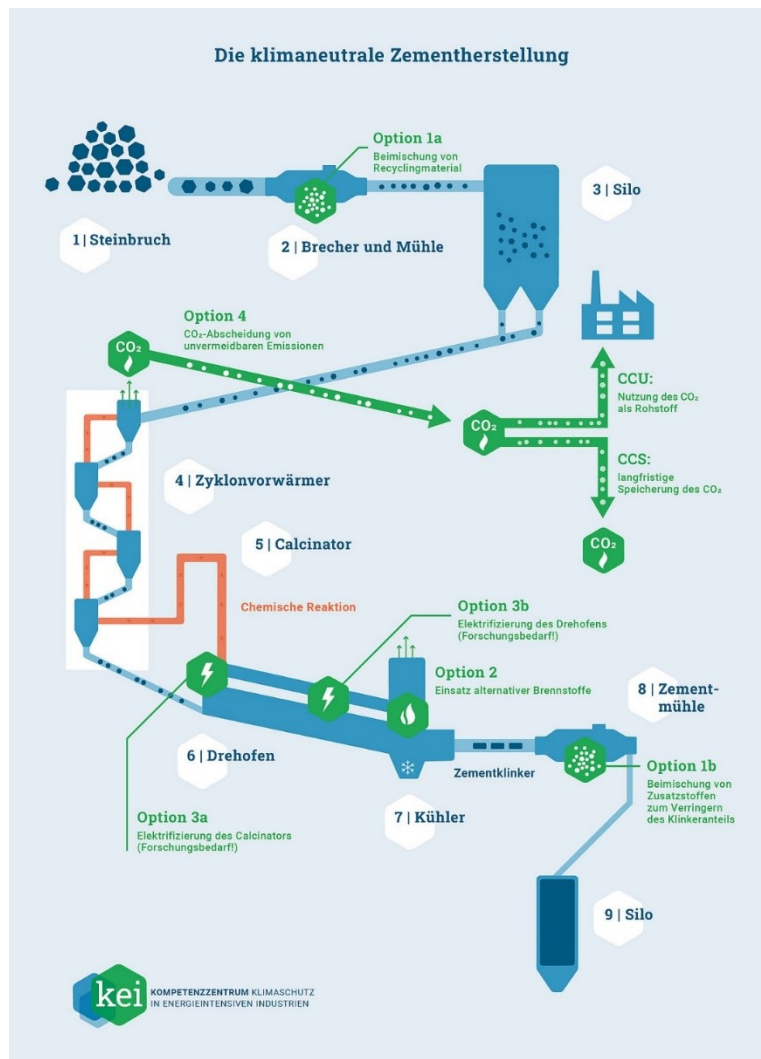 Die klimaneutrale Zementherstellung
Option 1a
Beimischung von
Recyclingmaterial
3 | Silo
1 | Steinbruch
2 | Brecher und Mühle
Option 4
CO₂-Abscheidung von
unvermeidbaren Emissionen
CO₂
CCU:
Nutzung des CO₂
als Rohstoff
CO₂
CCS:
langfristige
Speicherung des CO₂
4 | Zyklonvorwärmer
5 | Calcinator
CO₂
Chemische Reaktion
Option 3b
Elektrifizierung des Drehofens
(Forschungsbedarf!)
Option 2
Einsatz alternativer Brennstoffe
8 | Zement-
mühle
6 | Drehofen
Zementklinker
Option 1b
Beimischung von
Zusatzstoffen
zum Verringern
des Klinkeranteils
Option 3a
Elektrifizierung des Calcinators
(Forschungsbedarf!)
7 | Kühler
9 | Silo
kei
KOMPETENZZENTRUM KLIMASCHUTZ
IN ENERGIEINTENSIVEN INDUSTRIEN